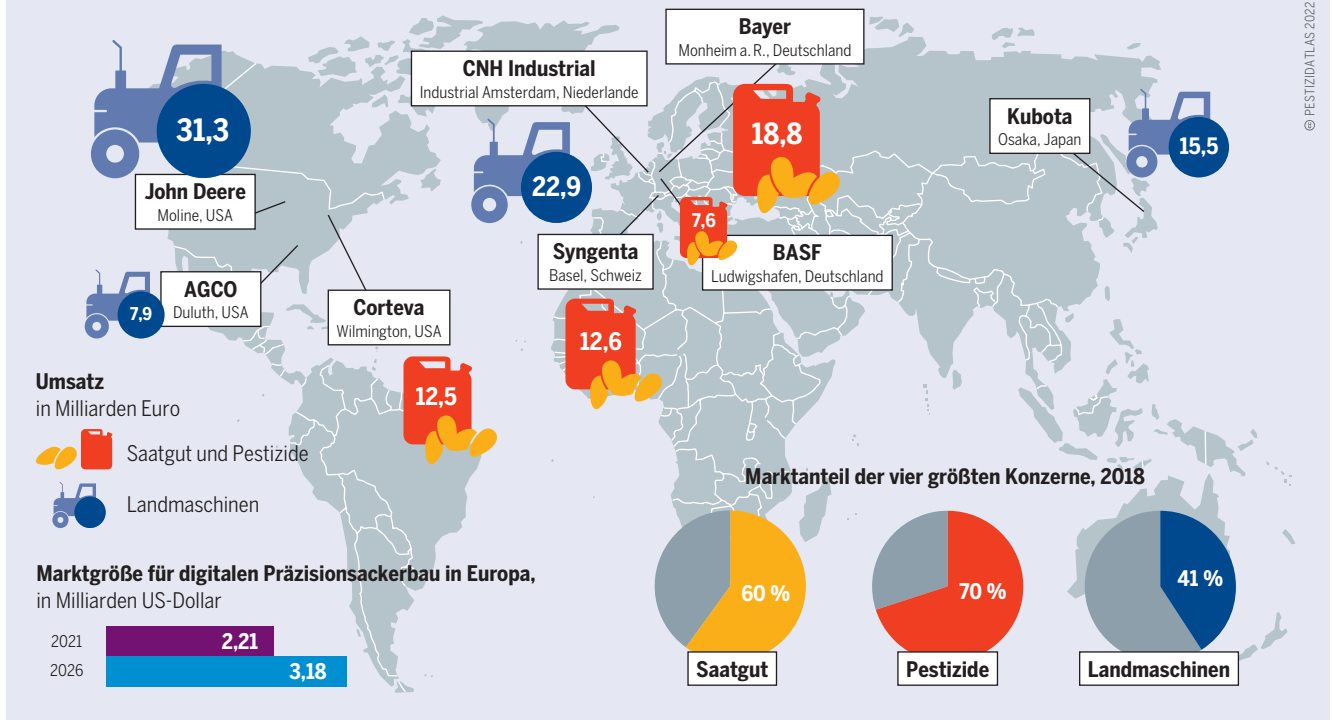 Bayer
Monheim a. R., Deutschland
CNH Industrial
Industrial Amsterdam, Niederlande
Kubota
Osaka, Japan
31,3
18,8
15,5
22,9
John Deere
Moline, USA
7,6
Syngenta
Basel, Schweiz
BASF
Ludwigshafen, Deutschland
AGCO
Duluth, USA
7,9
Corteva
Wilmington, USA
12,6
12,5
Umsatz
in Milliarden Euro
Saatgut und Pestizide
Landmaschinen
Marktgröße für digitalen Präzisionsackerbau in Europa,
in Milliarden US-Dollar
2021
2,21
2026
3,18
Marktanteil der vier größten Konzerne, 2018
60 %
70 %
41 %
Saatgut
Pestizide
Landmaschinen
© PESTIZIDATLAS 2022